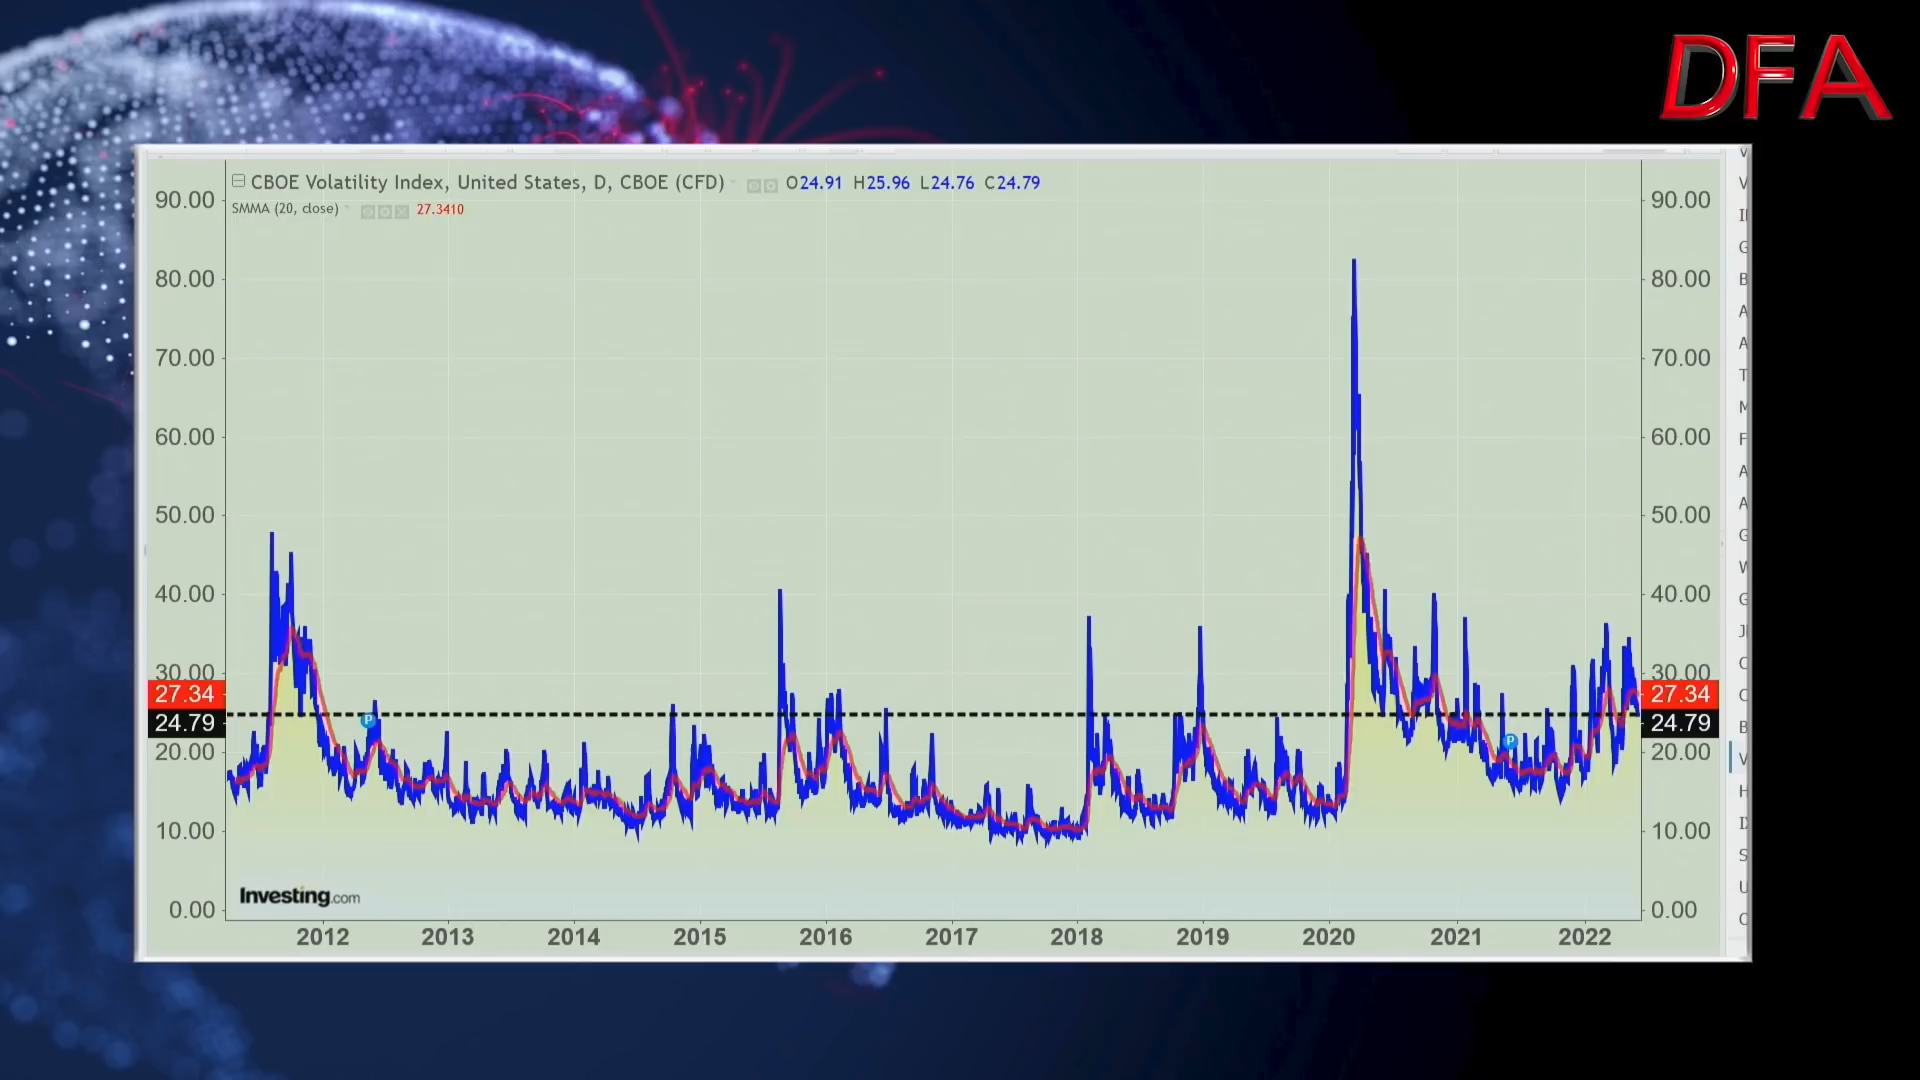 DFA
CBOE Volatility Index, United States, D, CBOE (CFD) O24.91 H25.96 L24.76 C24.79
SMMA (20, close) 27.3410
90.00 90.00
80.00 80.00
70.00 70.00
60.00 60.00
50.00 50.00
40.00 40.00
30.00 30.00
27.34 27.34
24.79 24.79
20.00 20.00
10.00 10.00
0.00 0.00
P
P
Investing.com
2012 2013 2014 2015 2016 2017 2018 2019 2020 2021 2022